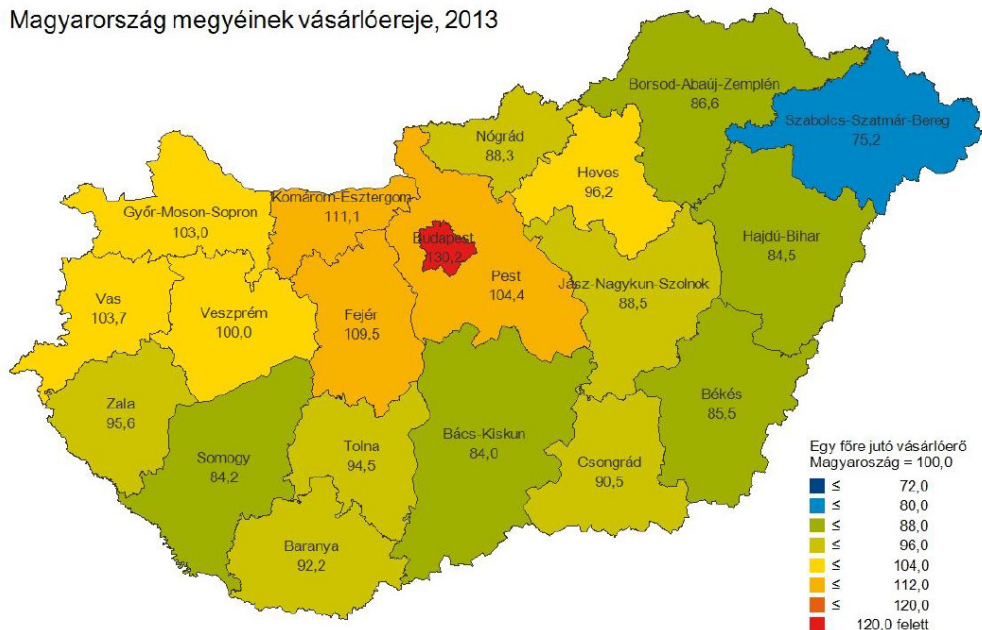 Magyarország megyéinek vásárlóereje, 2013
Borsod-Abaúj-Zemplén
86,6
Szabolcs-Szatmár-Bereg
75,2
Nógrád
88,3
Heves
96,2
Komárom-Esztergom
111,1
Győr-Moson-Sopron
103,0
Budapest
130,2
Hajdú-Bihar
84,5
Pest
104,4
Jász-Nagykun-Szolnok
88,5
Vas
103,7
Veszprém
100,0
Fejér
109,5
Békés
85,5
Zala
95,6
Somogy
84,2
Tolna
94,5
Bács-Kiskun
84,0
Csongrád
90,5
Baranya
92,2
Egy főre jutó vásárlóerő
Magyaroszág = 100,0
≤ 72,0
≤ 80,0
≤ 88,0
≤ 96,0
≤ 104,0
≤ 112,0
≤ 120,0
120,0 felett